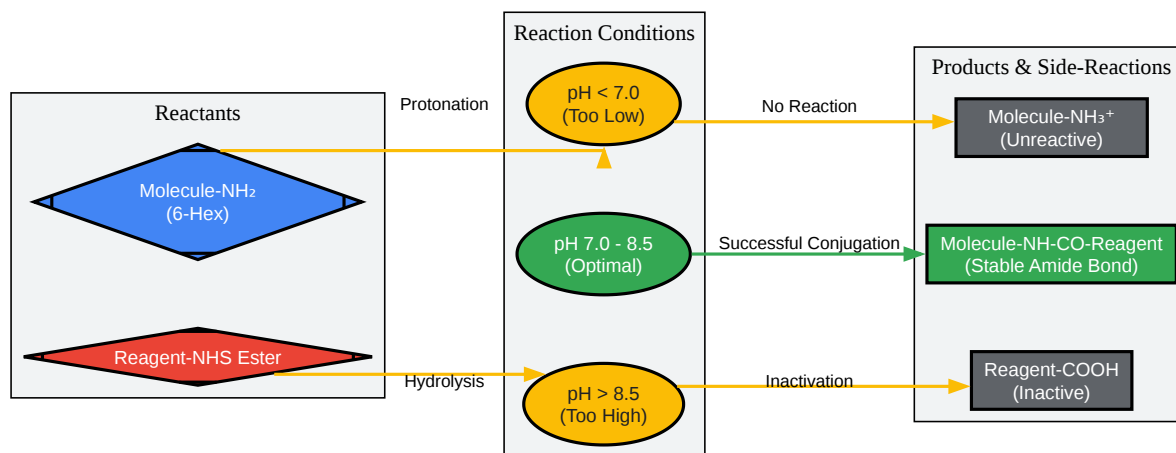 Reactants
Molecule-NH₂
(6-Hex)
Reagent-NHS Ester
Protonation
Hydrolysis
Reaction Conditions
pH < 7.0
(Too Low)
pH 7.0 - 8.5
(Optimal)
pH > 8.5
(Too High)
No Reaction
Successful Conjugation
Inactivation
Products & Side-Reactions
Molecule-NH₃⁺
(Unreactive)
Molecule-NH-CO-Reagent
(Stable Amide Bond)
Reagent-COOH
(Inactive)